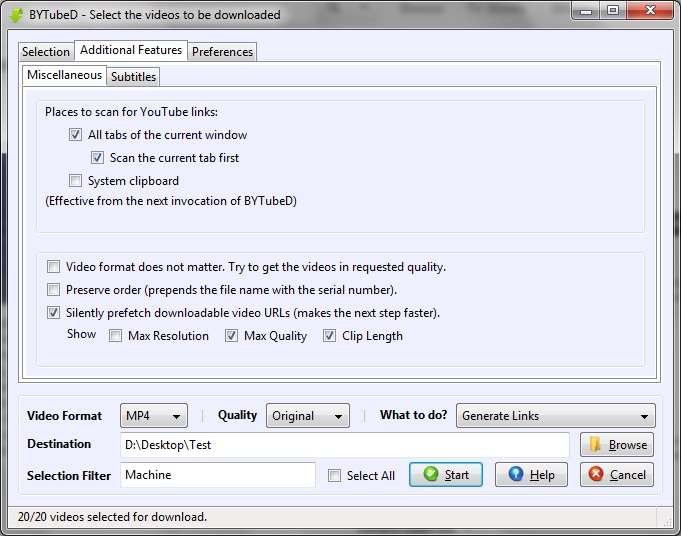 BYTubeD - Select the videos to be downloaded
Selection Additional Features Preferences
Miscellaneous Subtitles
Places to scan for YouTube links:
All tabs of the current window
Scan the current tab first
System clipboard
(Effective from the next invocation of BYTubeD)
Video format does not matter. Try to get the videos in requested quality.
Preserve order (prepends the file name with the serial number).
Silently prefetch downloadable video URLs (makes the next step faster).
Show Max Resolution Max Quality Clip Length
Video Format MP4 | Quality Original | What to do? Generate Links
Destination D:\Desktop\Test Browse
Selection Filter Machine Select All Start Help Cancel
20/20 videos selected for download.